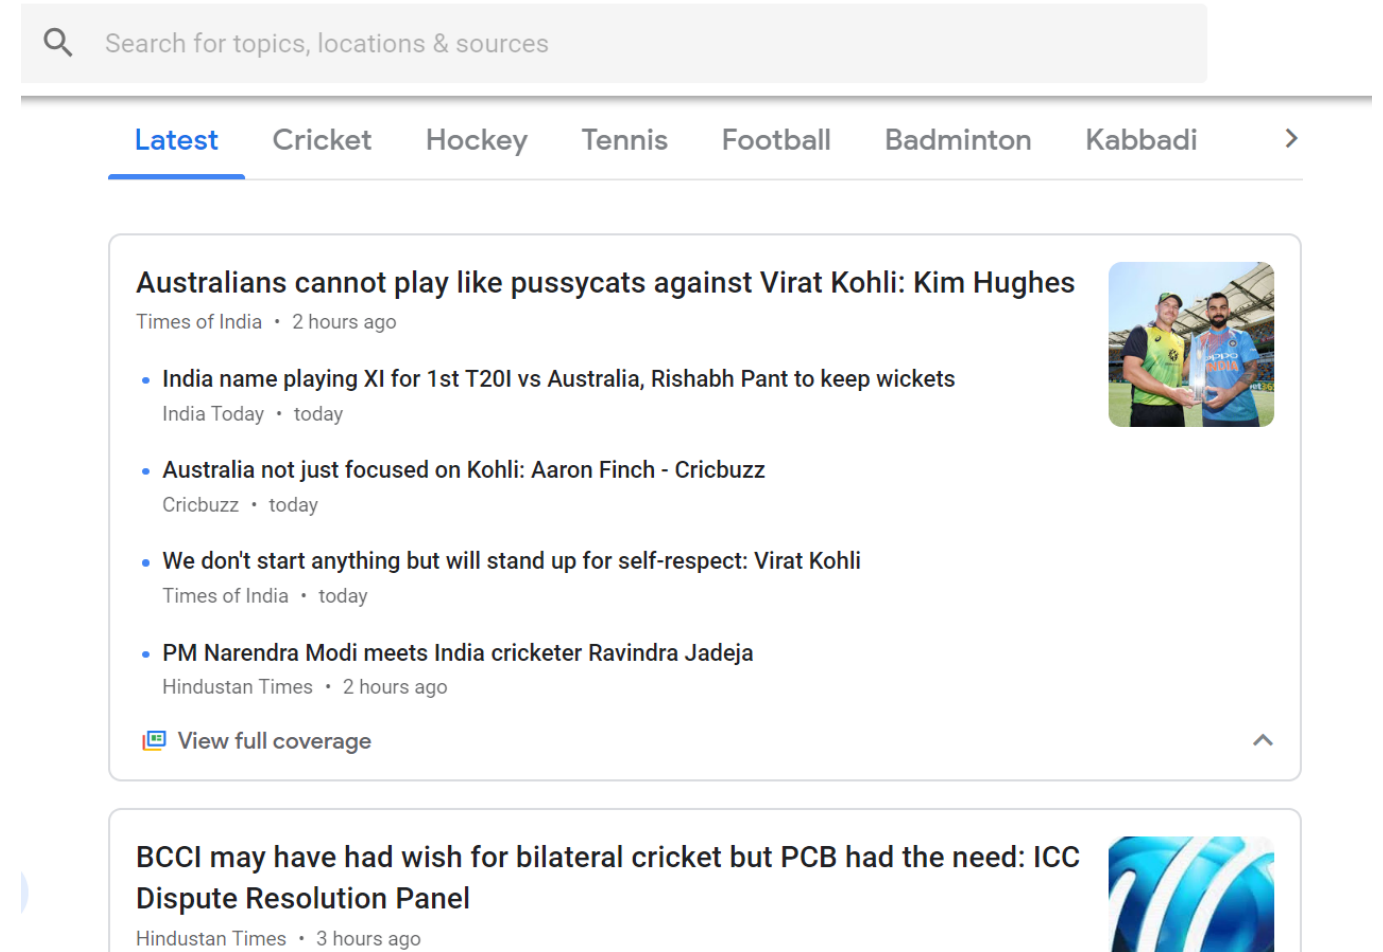 Search for topics, locations & sources
Latest Cricket Hockey Tennis Football Badminton Kabbadi
Australians cannot play like pussycats against Virat Kohli: Kim Hughes
Times of India • 2 hours ago
India name playing XI for 1st T20I vs Australia, Rishabh Pant to keep wickets
India Today • today
Australia not just focused on Kohli: Aaron Finch - Cricbuzz
Cricbuzz • today
We don't start anything but will stand up for self-respect: Virat Kohli
Times of India • today
PM Narendra Modi meets India cricketer Ravindra Jadeja
Hindustan Times • 2 hours ago
View full coverage
BCCI may have had wish for bilateral cricket but PCB had the need: ICC
Dispute Resolution Panel
Hindustan Times • 3 hours ago
oppo
INDIA